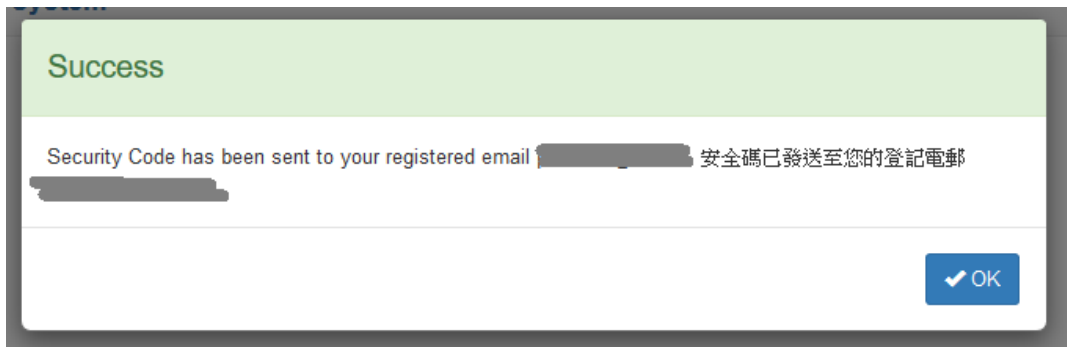 Success
Security Code has been sent to your registered email 安全碼已發送至您的登記電郵
OK